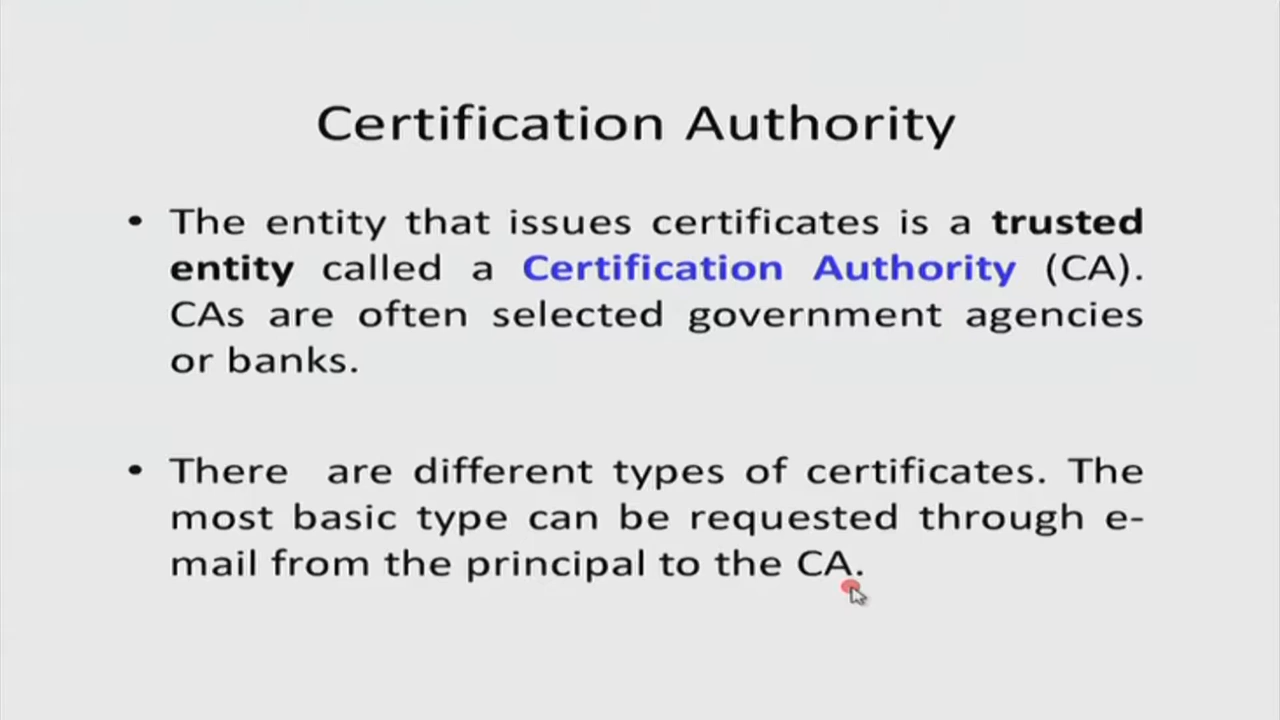 Certification Authority
• The entity that issues certificates is a trusted
entity called a Certification Authority (CA).
CAs are often selected government agencies
or banks.
• There are different types of certificates. The
most basic type can be requested through e-
mail from the principal to the CA.